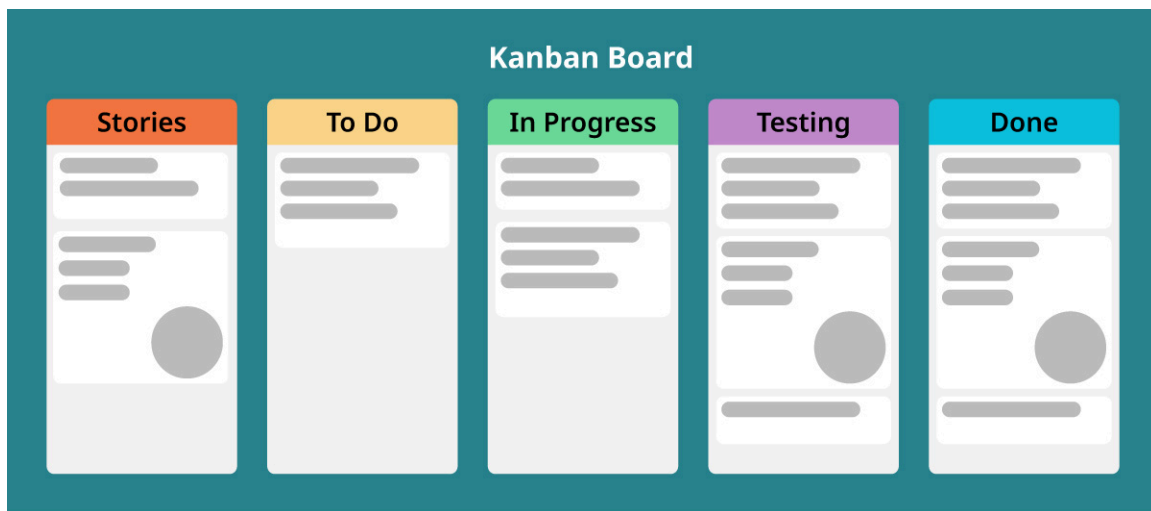 Kanban Board
Stories
To Do
In Progress
Testing
Done